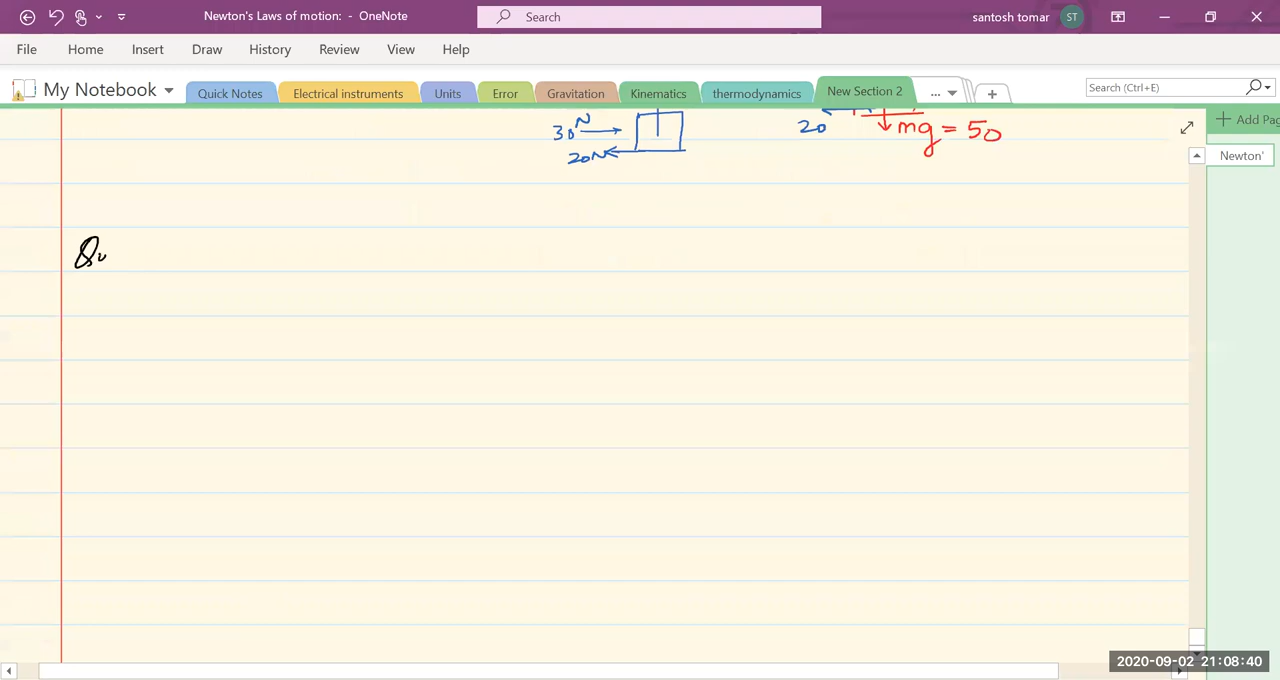 Newton's Laws of motion: - OneNote
Search
santosh tomar
ST
File Home Insert Draw History Review View Help
My Notebook
Quick Notes
Electrical instruments
Units
Error
Gravitation
Kinematics
thermodynamics
New Section 2
...
Search (Ctrl+E)
Add Pag
Newton'
30 N
20N
20
mg = 50
2020-09-02 21:08:40